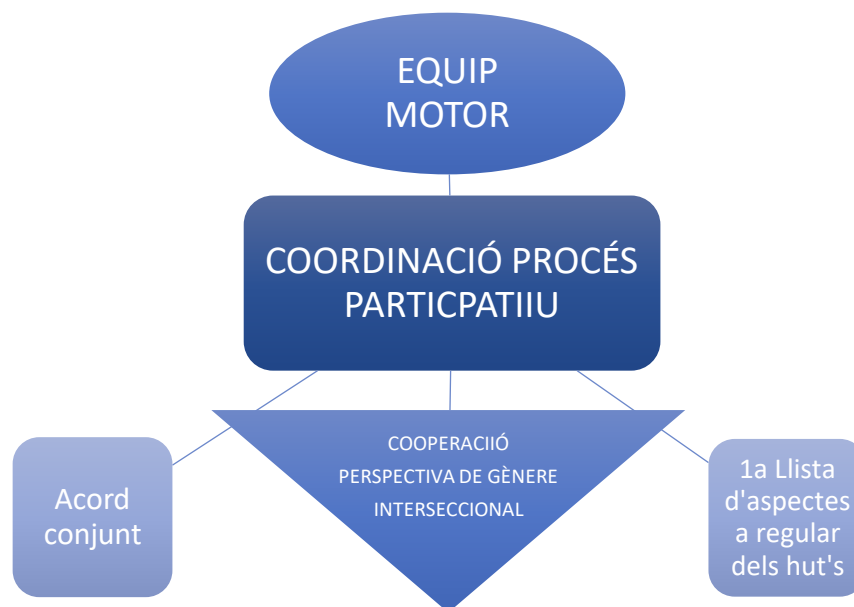 EQUIP
MOTOR
COORDINACIÓ PROCÉS
PARTICPATIIU
COOPERACIIÓ
PERSPECTIVA DE GÈNERE
INTERSECCIONAL
Acord
conjunt
1a Llista
d'aspectes
a regular
dels hut's